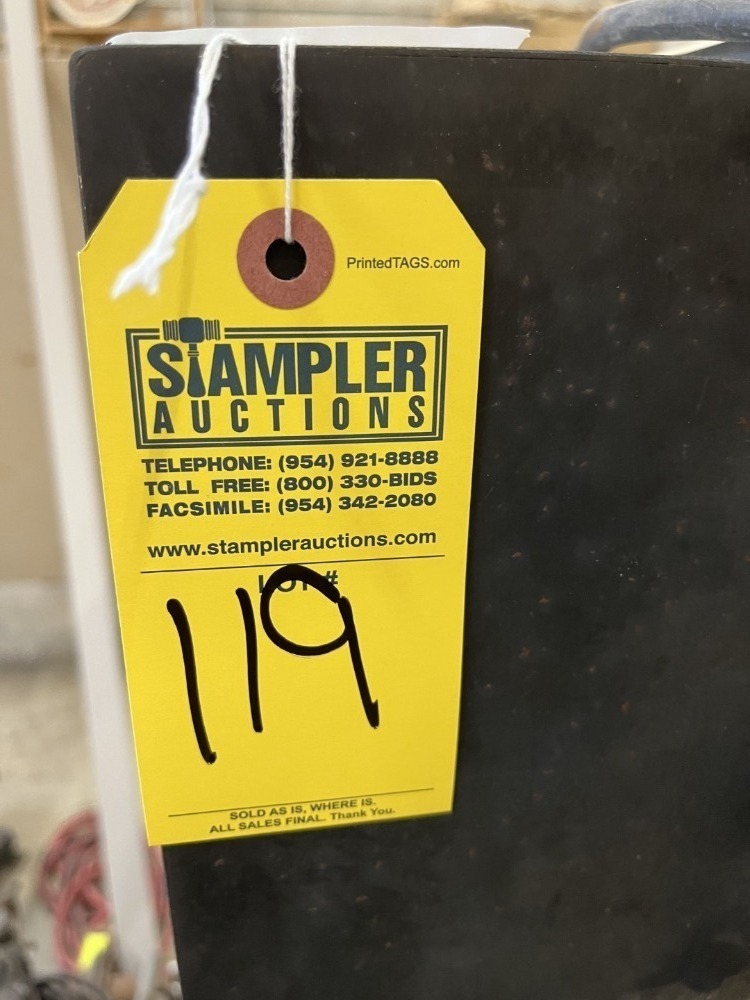 PrintedTAGS.com
STAMPLER
AUCTIONS
TELEPHONE: (954) 921-8888
TOLL FREE: (800) 330-BIDS
FACSIMILE: (954) 342-2080
www.stamplerauctions.com
LOT #
119
SOLD AS IS, WHERE IS.
ALL SALES FINAL. Thank You.